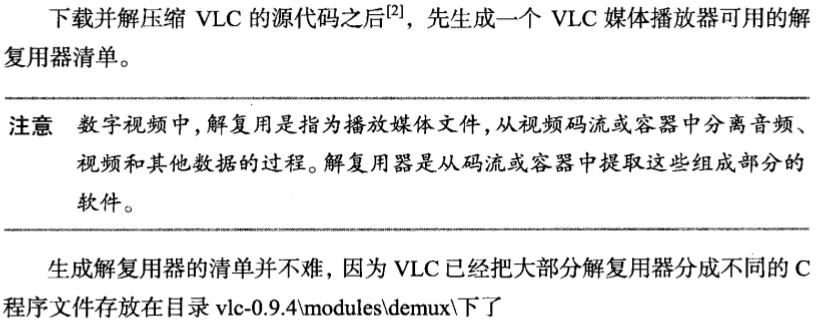 下载并解压缩 VLC 的源代码之后[2]，先生成一个 VLC 媒体播放器可用的解
复用器清单。
注意 数字视频中，解复用是指为播放媒体文件，从视频码流或容器中分离音频、
视频和其他数据的过程。解复用器是从码流或容器中提取这些组成部分的
软件。
生成解复用器的清单并不难，因为 VLC 已经把大部分解复用器分成不同的 C
程序文件存放在目录 vlc-0.9.4\modules\demux\下了